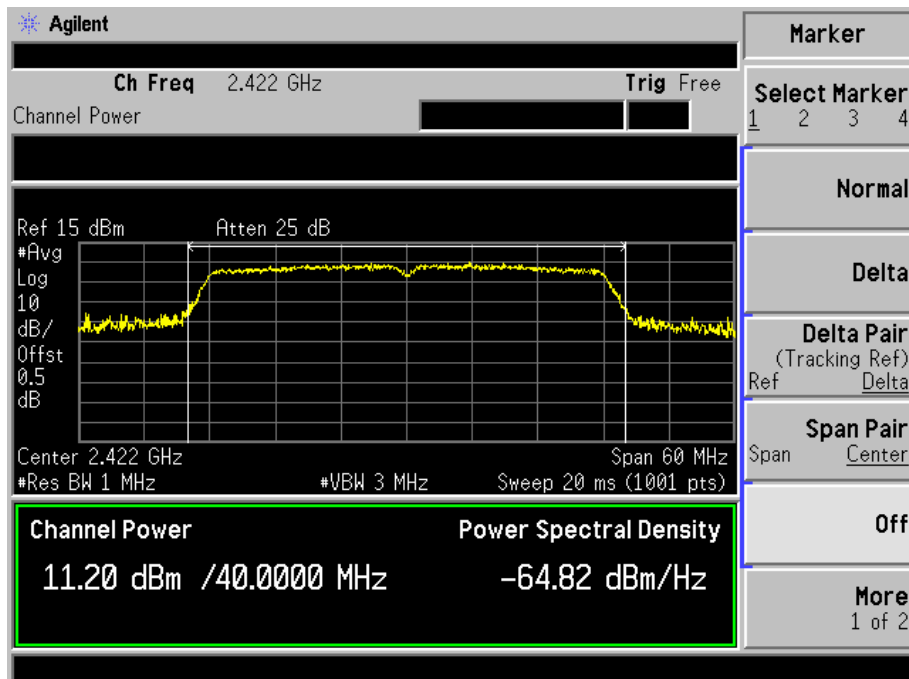 Agilent
Ch Freq 2.422 GHz Trig Free
Channel Power
Ref 15 dBm Atten 25 dB
#Avg
Log
10
dB/
Offst
0.5
dB
Center 2.422 GHz Span 60 MHz
#Res BW 1 MHz #VBW 3 MHz Sweep 20 ms (1001 pts)
Channel Power Power Spectral Density
11.20 dBm /40.0000 MHz -64.82 dBm/Hz
Marker
Select Marker
1 2 3 4
Normal
Delta
Delta Pair
(Tracking Ref)
Ref Delta
Span Pair
Span Center
Off
More
1 of 2